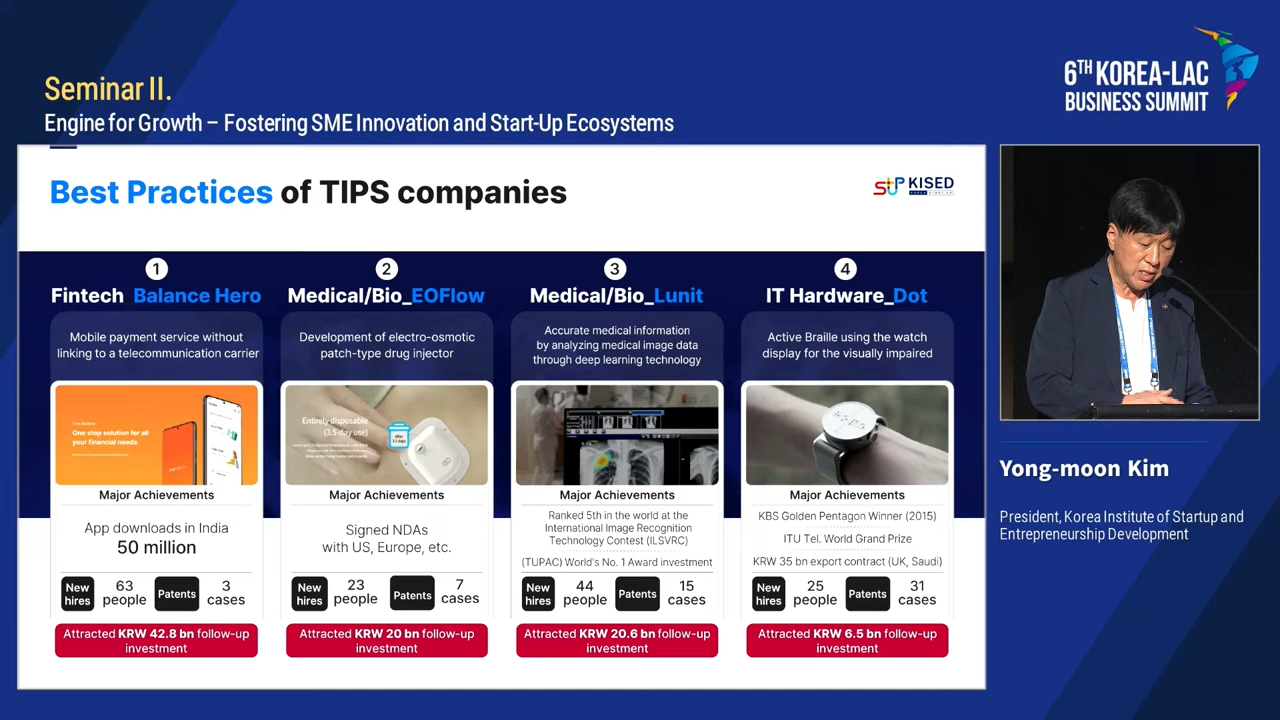 Seminar II.
Engine for Growth – Fostering SME Innovation and Start-Up Ecosystems
6TH KOREA-LAC
BUSINESS SUMMIT
Best Practices of TIPS companies
KISED
1
Fintech Balance Hero
Mobile payment service without
linking to a telecommunication carrier
One stop solution for all
your financial needs
Major Achievements
App downloads in India
50 million
New hires
63 people
Patents
3 cases
Attracted KRW 42.8 bn follow-up
investment
2
Medical/Bio_EOFlow
Development of electro-osmotic
patch-type drug injector
Entirely disposable
(3.5-day use)
Major Achievements
Signed NDAs
with US, Europe, etc.
New hires
23 people
Patents
7 cases
Attracted KRW 20 bn follow-up
investment
3
Medical/Bio_Lunit
Accurate medical information
by analyzing medical image data
through deep learning technology
Major Achievements
Ranked 5th in the world at the
International Image Recognition
Technology Contest (ILSVRC)
(TUPAC) World's No. 1 Award investment
New hires
44 people
Patents
15 cases
Attracted KRW 20.6 bn follow-up
investment
4
IT Hardware_Dot
Active Braille using the watch
display for the visually impaired
Major Achievements
KBS Golden Pentagon Winner (2015)
ITU Tel. World Grand Prize
KRW 35 bn export contract (UK, Saudi)
New hires
25 people
Patents
31 cases
Attracted KRW 6.5 bn follow-up
investment
Yong-moon Kim
President, Korea Institute of Startup and
Entrepreneurship Development